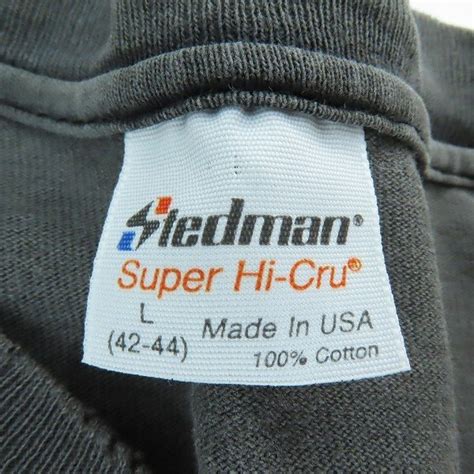 Stedman®
Super Hi-Cru®
L
(42-44)
Made In USA
100% Cotton